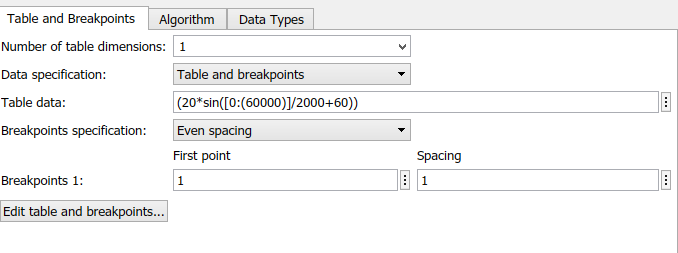 Table and Breakpoints Algorithm Data Types
Number of table dimensions: 1
Data specification: Table and breakpoints
Table data: (20*sin([0:(60000)]/2000+60))
Breakpoints specification: Even spacing
First point Spacing
Breakpoints 1: 1 1
Edit table and breakpoints...